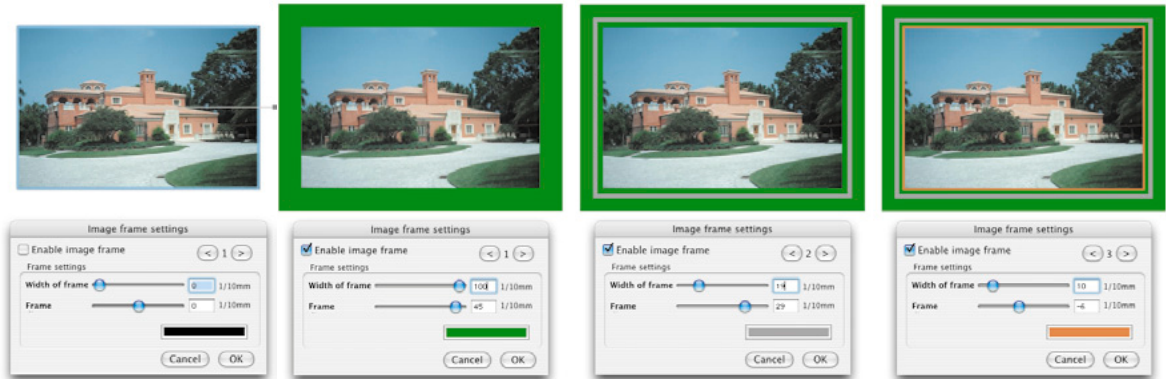 Image frame settings
Enable image frame < 1 >
Frame settings
Width of frame 0 1/10mm
Frame 0 1/10mm
Cancel OK
Image frame settings
Enable image frame < 1 >
Frame settings
Width of frame 100 1/10mm
Frame 45 1/10mm
Cancel OK
Image frame settings
Enable image frame < 2 >
Frame settings
Width of frame 19 1/10mm
Frame 29 1/10mm
Cancel OK
Image frame settings
Enable image frame < 3 >
Frame settings
Width of frame 10 1/10mm
Frame -6 1/10mm
Cancel OK